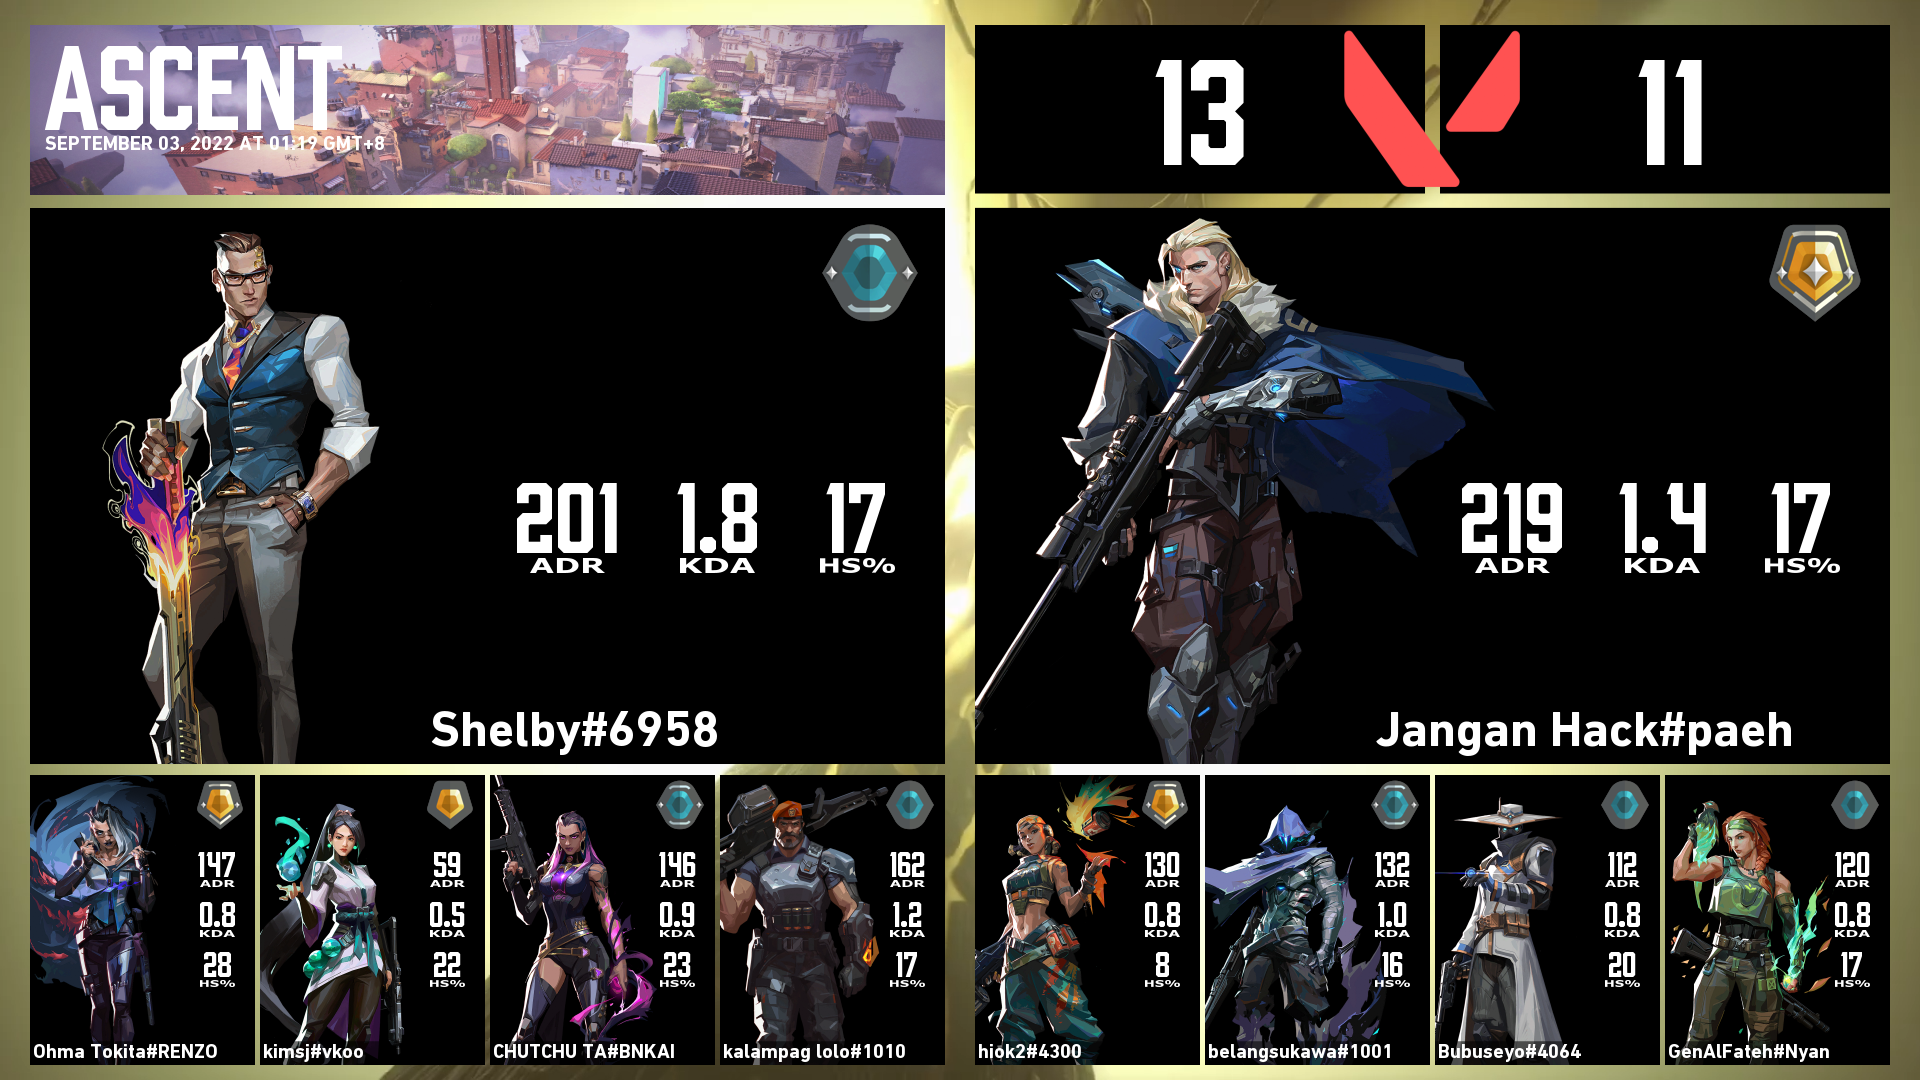 ASCENT
SEPTEMBER 03, 2022 AT 01:19 GMT+8
13
11
201
ADR
1.8
KDA
17
HS%
Shelby#6958
219
ADR
1.4
KDA
17
HS%
Jangan Hack#paeh
147
ADR
0.8
KDA
28
HS%
Ohma Tokita#RENZO
59
ADR
0.5
KDA
22
HS%
kimsj#vkoo
146
ADR
0.9
KDA
23
HS%
CHUTCHU TA#BNKAI
162
ADR
1.2
KDA
17
HS%
kalampag lolo#1010
130
ADR
0.8
KDA
8
HS%
hiok2#4300
132
ADR
1.0
KDA
16
HS%
belangsukawa#1001
112
ADR
0.8
KDA
20
HS%
Bubuseyo#4064
120
ADR
0.8
KDA
17
HS%
GenAlFateh#Nyan